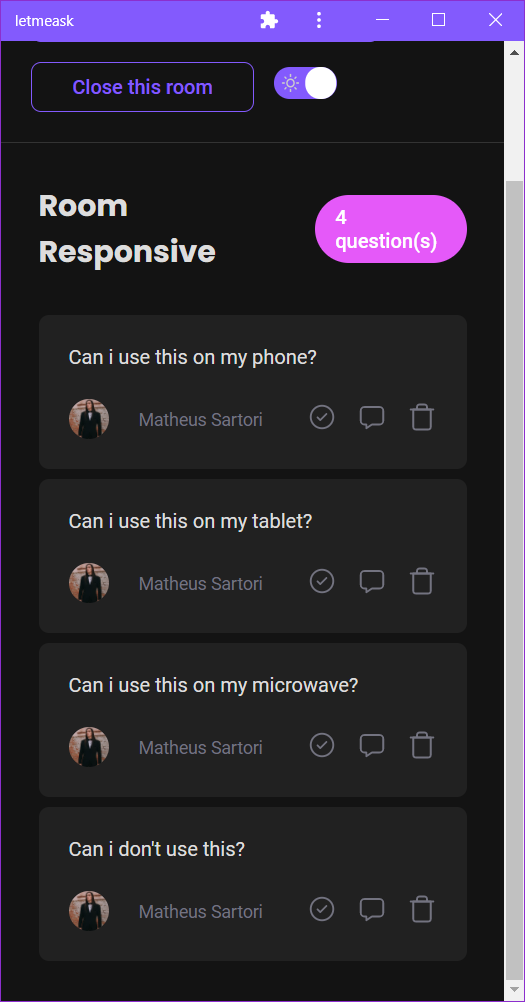 letmeask
Close this room
Room
Responsive
4
question(s)
Can i use this on my phone?
Matheus Sartori
Can i use this on my tablet?
Matheus Sartori
Can i use this on my microwave?
Matheus Sartori
Can i don't use this?
Matheus Sartori